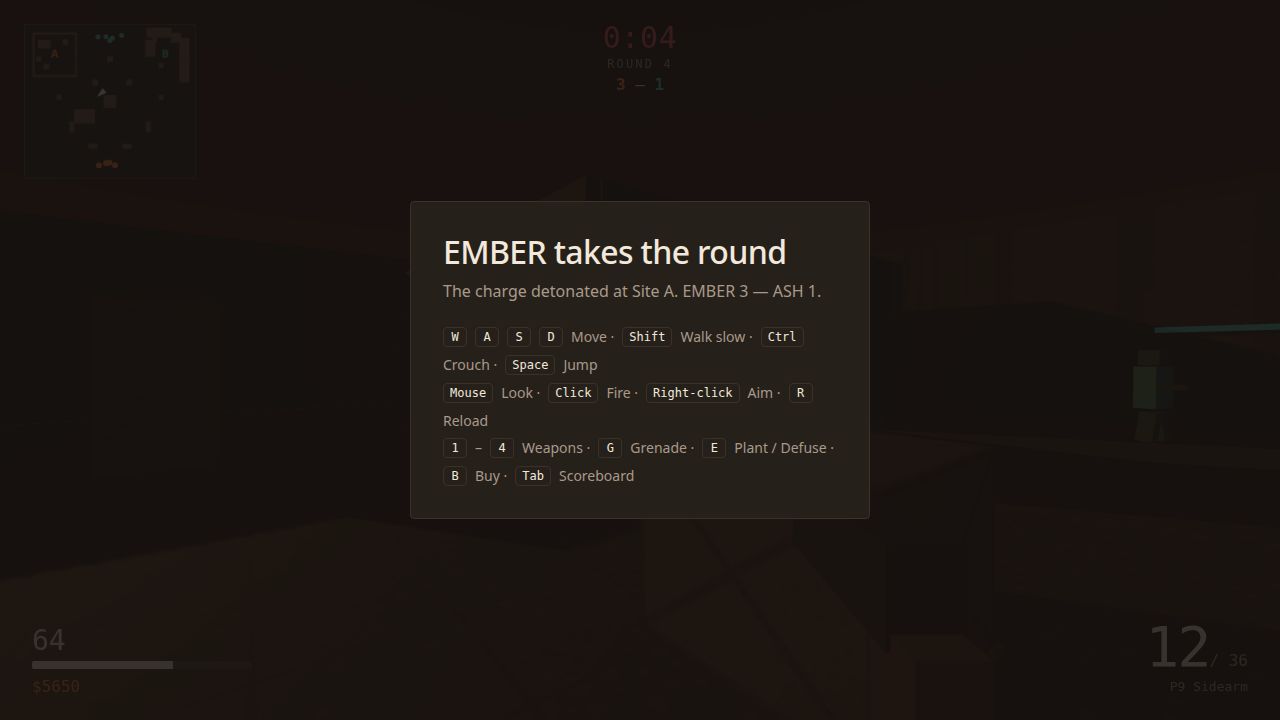 A
B
0:04
ROUND 4
3 — 1
EMBER takes the round
The charge detonated at Site A. EMBER 3 — ASH 1.
W A S D Move · Shift Walk slow · Ctrl
Crouch · Space Jump
Mouse Look · Click Fire · Right-click Aim · R
Reload
1 – 4 Weapons · G Grenade · E Plant / Defuse ·
B Buy · Tab Scoreboard
64
$5650
12 / 36
P9 Sidearm